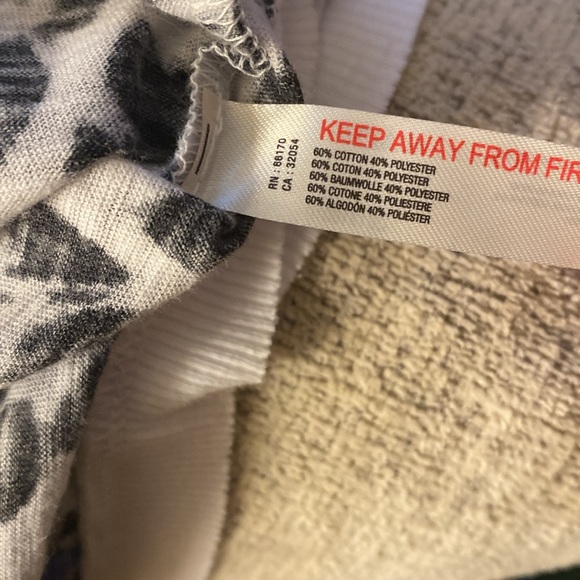 KEEP AWAY FROM FIR
60% COTTON 40% POLYESTER
60% COTON 40% POLYESTER
60% BAUMWOLLE 40% POLYESTER
60% COTONE 40% POLIESTERE
60% ALGODÓN 40% POLIÉSTER
RN : 66170
CA : 32054